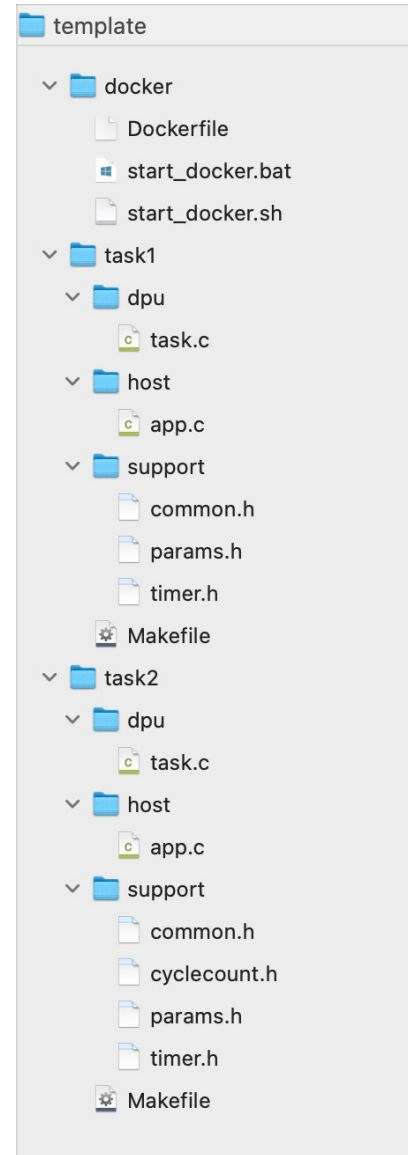 template
docker
Dockerfile
start_docker.bat
start_docker.sh
task1
dpu
task.c
host
app.c
support
common.h
params.h
timer.h
Makefile
task2
dpu
task.c
host
app.c
support
common.h
cyclecount.h
params.h
timer.h
Makefile